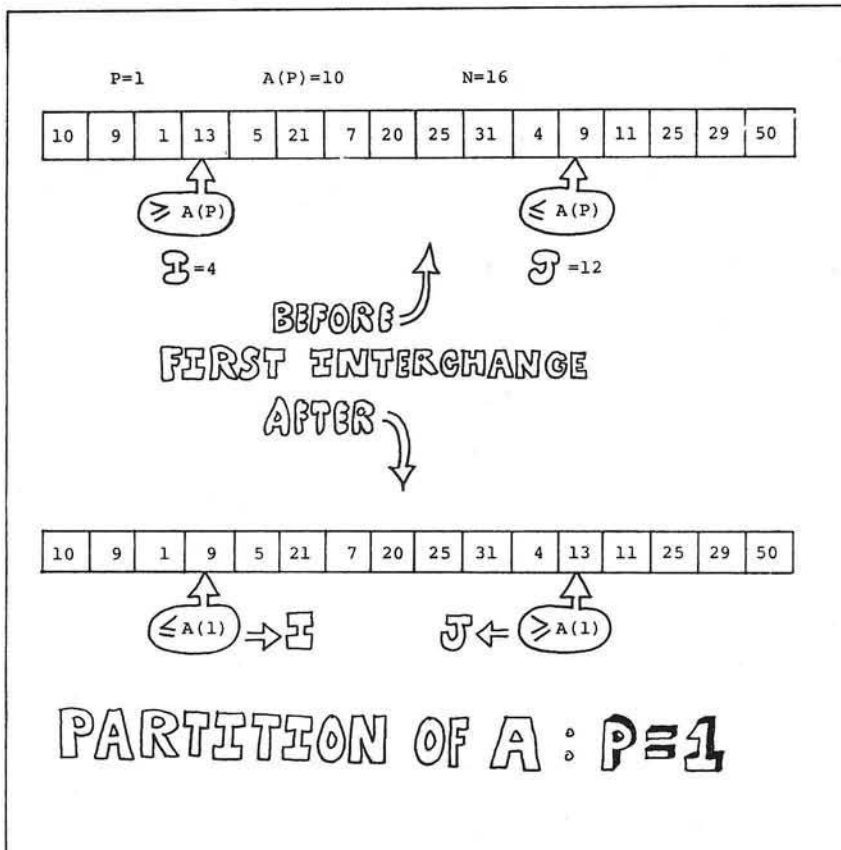 P=1 A(P)=10 N=16
10 9 1 13 5 21 7 20 25 31 4 9 11 25 29 50
≥ A(P) ≤ A(P)
I=4 J=12
BEFORE
FIRST INTERCHANGE
AFTER
10 9 1 9 5 21 7 20 25 31 4 13 11 25 29 50
≤ A(1) I J ≥ A(1)
PARTITION OF A : P=1